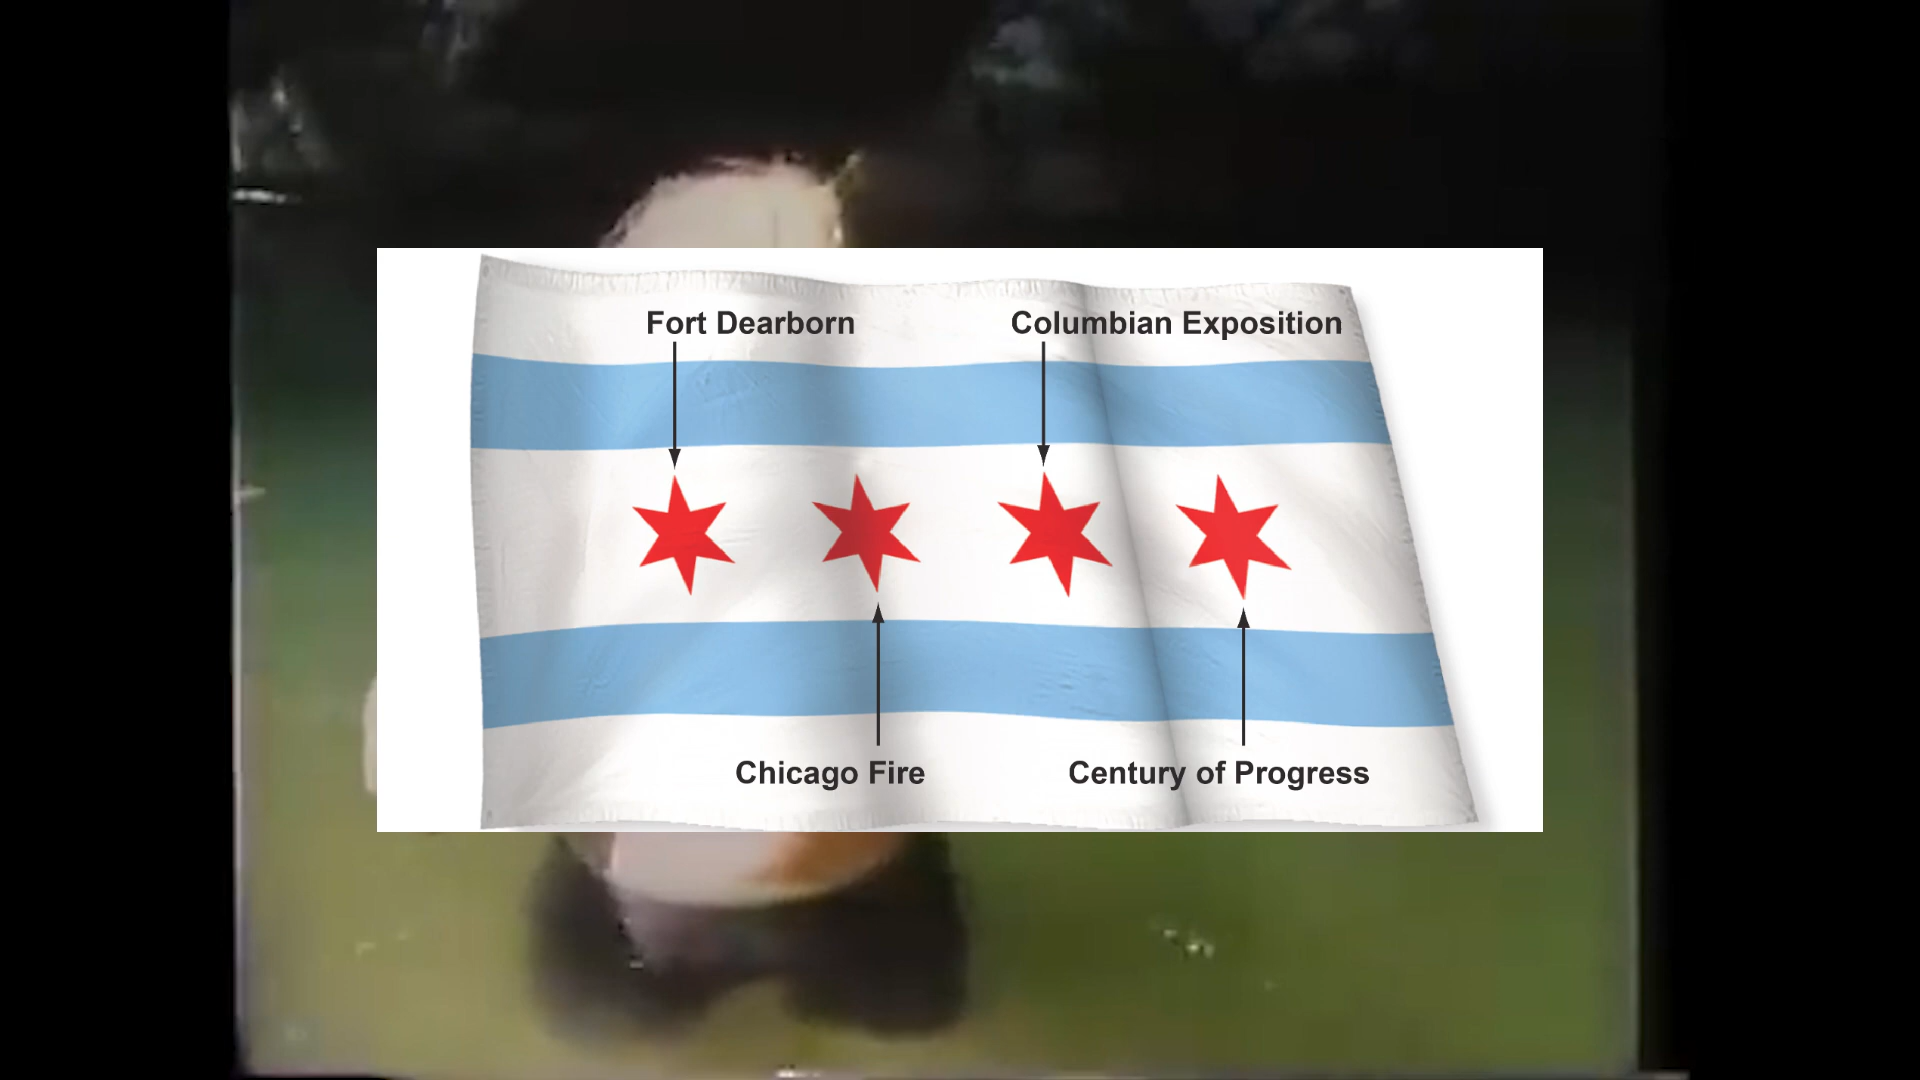 Fort Dearborn
Columbian Exposition
Chicago Fire
Century of Progress